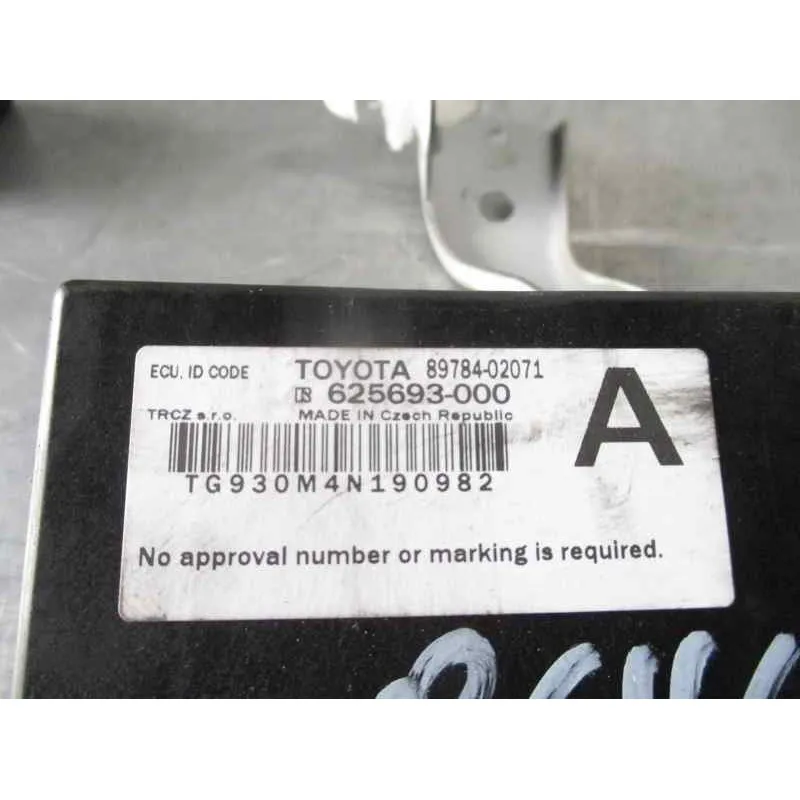 ECU. ID CODE TOYOTA 89784-02071
625693-000
A
TRCZ s.r.o. MADE IN Czech Republic
TG930M4N190982
No approval number or marking is required.